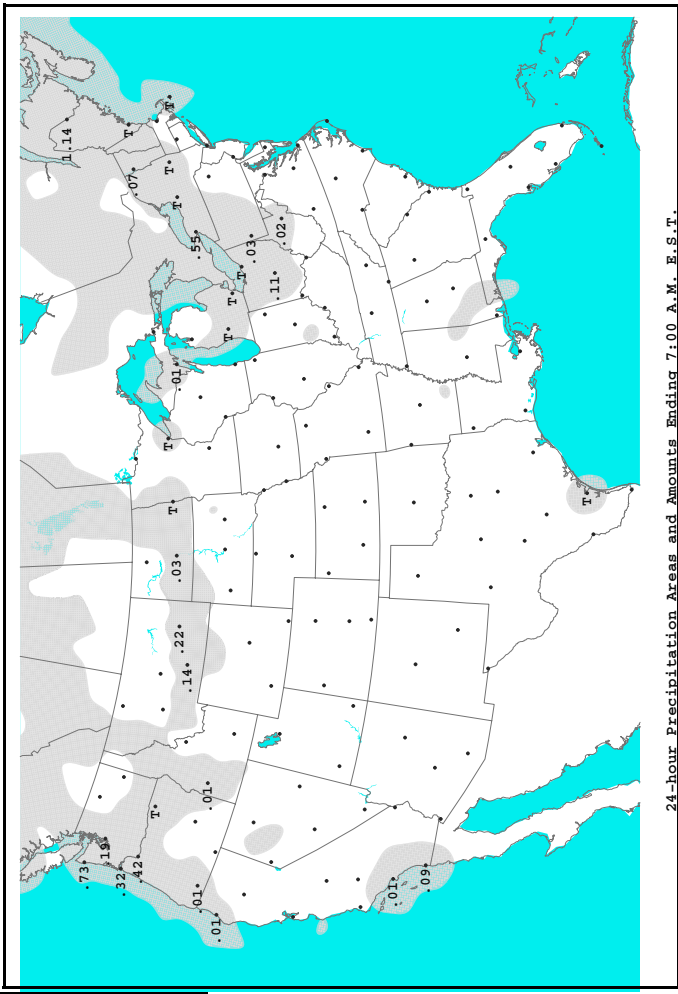 1.14
.73
.19
.32
T
.07
.42
T
T
T
T
T
.03
.01
T
.22
.14
.55
.01
.01
.01
T
T
T
.03
.11
.02
.01
.09
T
24-hour Precipitation Areas and Amounts Ending 7:00 A.M. E.S.T.